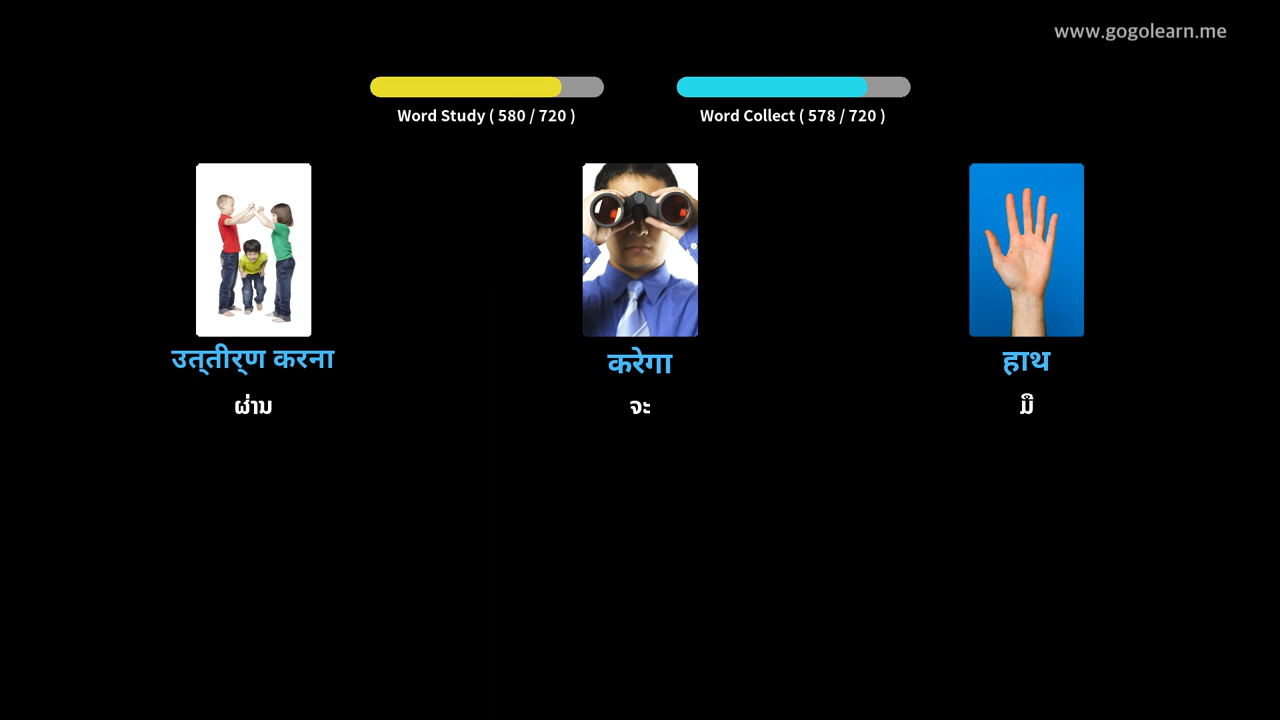 www.gogolearn.me
Word Study ( 580 / 720 )
Word Collect ( 578 / 720 )
उत्तीर्ण करना
करेगा
हाथ
ຜ່ານ
ຈະ
ມື